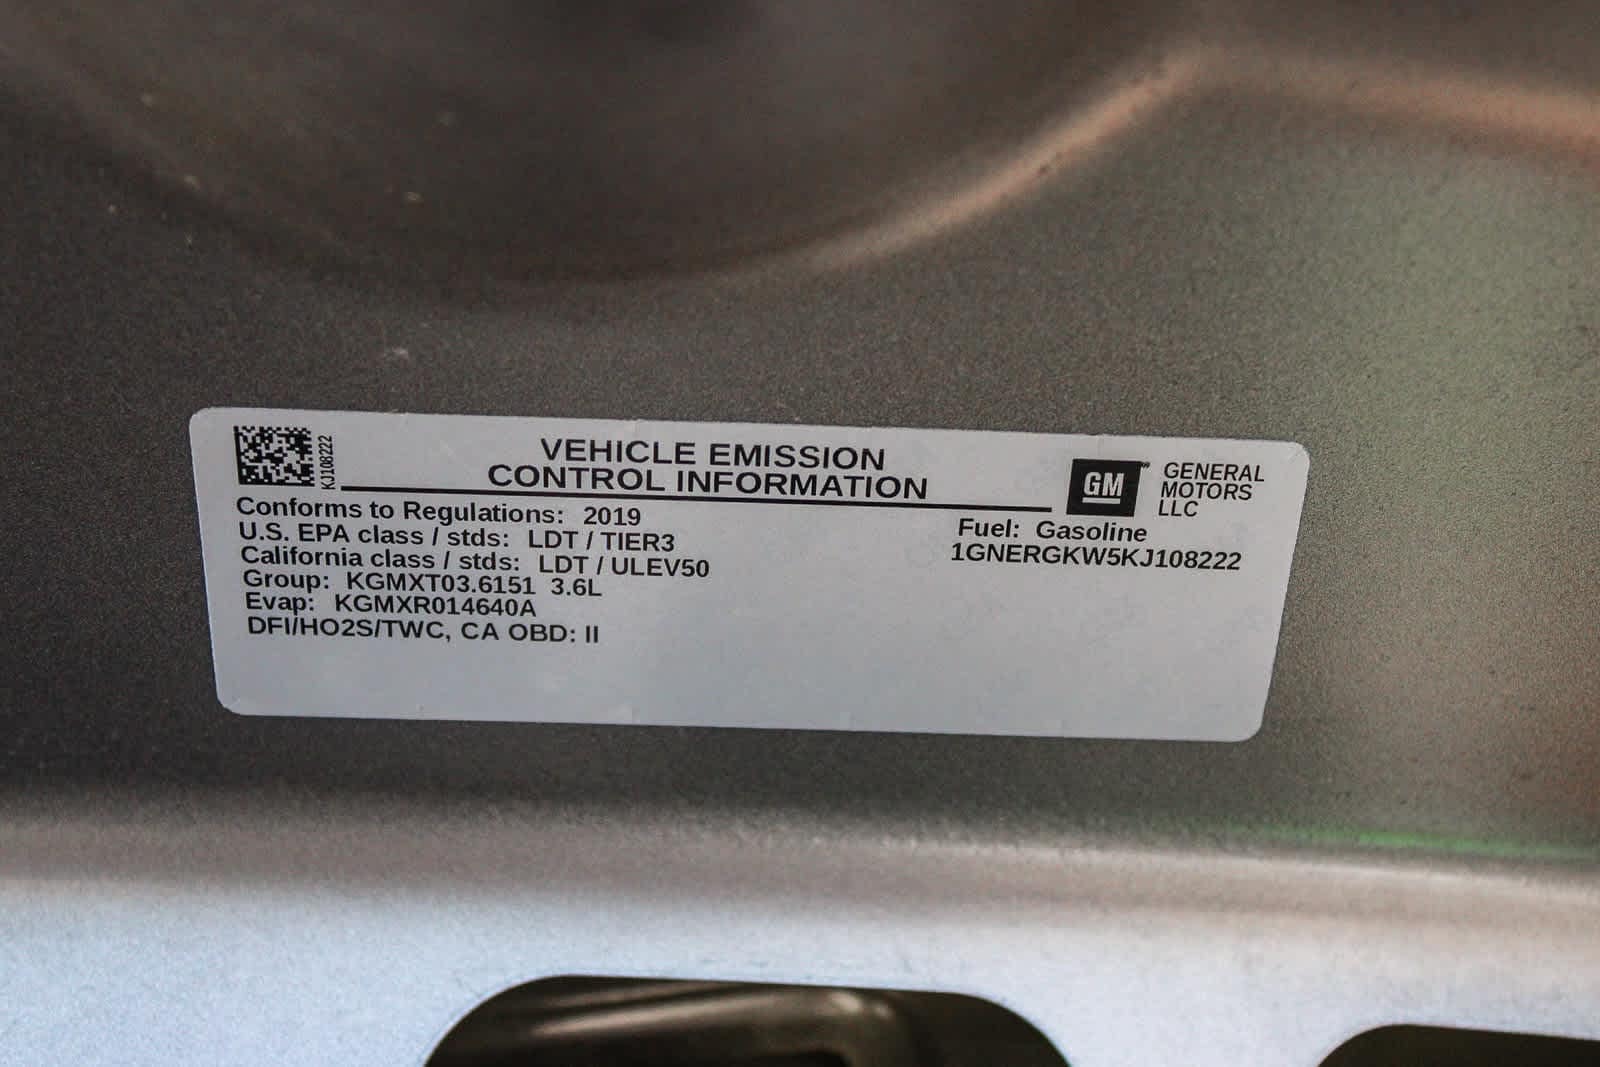 KJ108222
VEHICLE EMISSION
CONTROL INFORMATION
GM
GENERAL
MOTORS
LLC
Conforms to Regulations: 2019
U.S. EPA class / stds: LDT / TIER3
California class / stds: LDT / ULEV50
Group: KGMXT03.6151 3.6L
Evap: KGMXR014640A
DFI/HO2S/TWC, CA OBD: II
Fuel: Gasoline
1GNERGKW5KJ108222